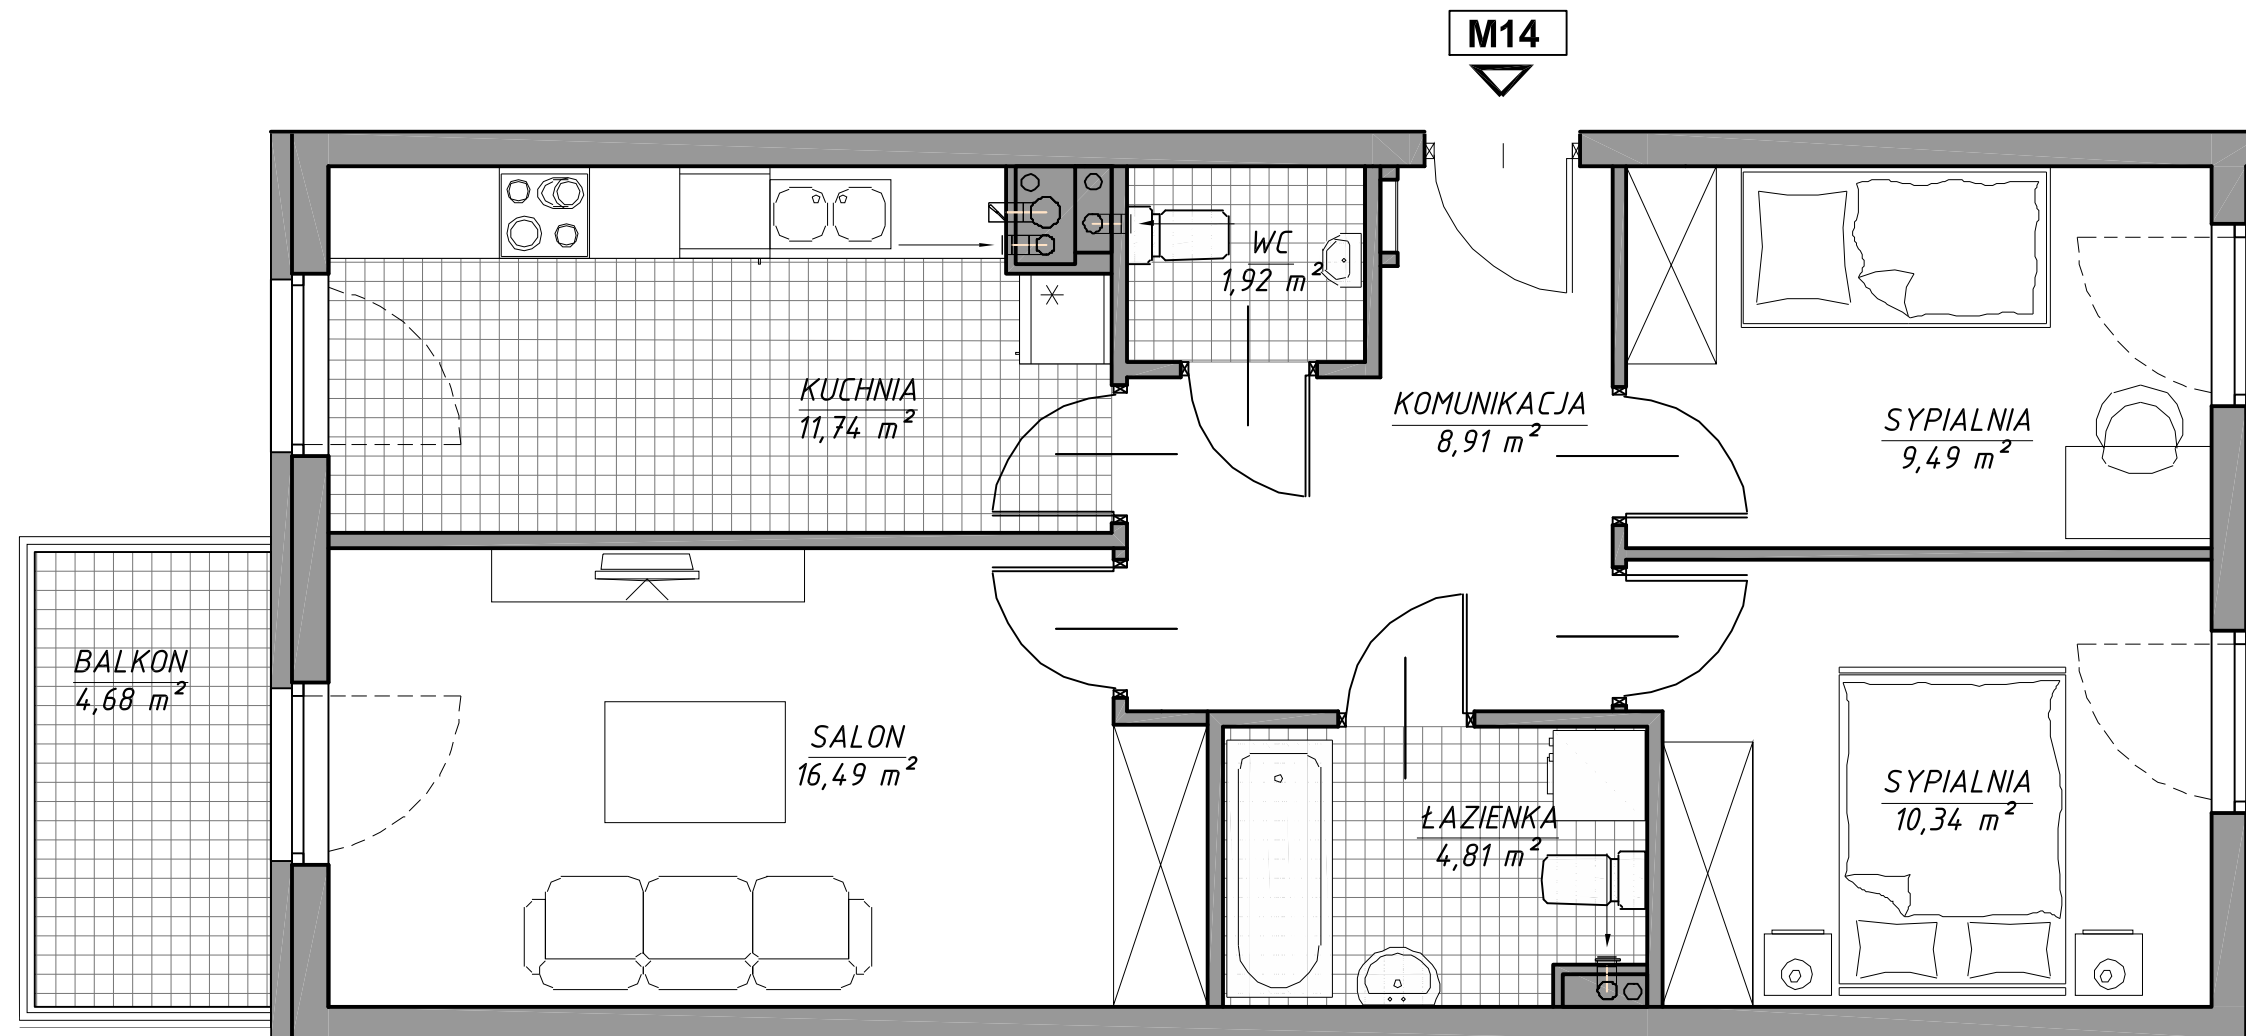 M14
WC
1,92 m²
KUCHNIA
11,74 m²
KOMUNIKACJA
8,91 m²
SYPIALNIA
9,49 m²
BALKON
4,68 m²
SALON
16,49 m²
ŁAZIENKA
4,81 m²
SYPIALNIA
10,34 m²